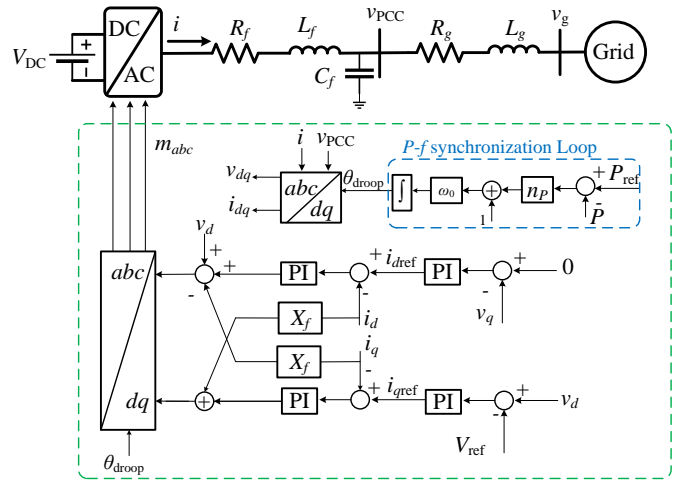 i R_f L_f v_PCC R_g L_g v_g
V_DC + - DC AC C_f Grid
m_abc
P-f synchronization Loop
i v_PCC
v_dq
i_dq
abc dq
θ_droop ∫ ω_0 + 1 n_P + P_ref
- P
v_d
abc + + - PI + i_dref PI + 0
- - v_q
X_f i_d
X_f i_q
dq + PI + - i_qref PI + v_d
- V_ref
θ_droop